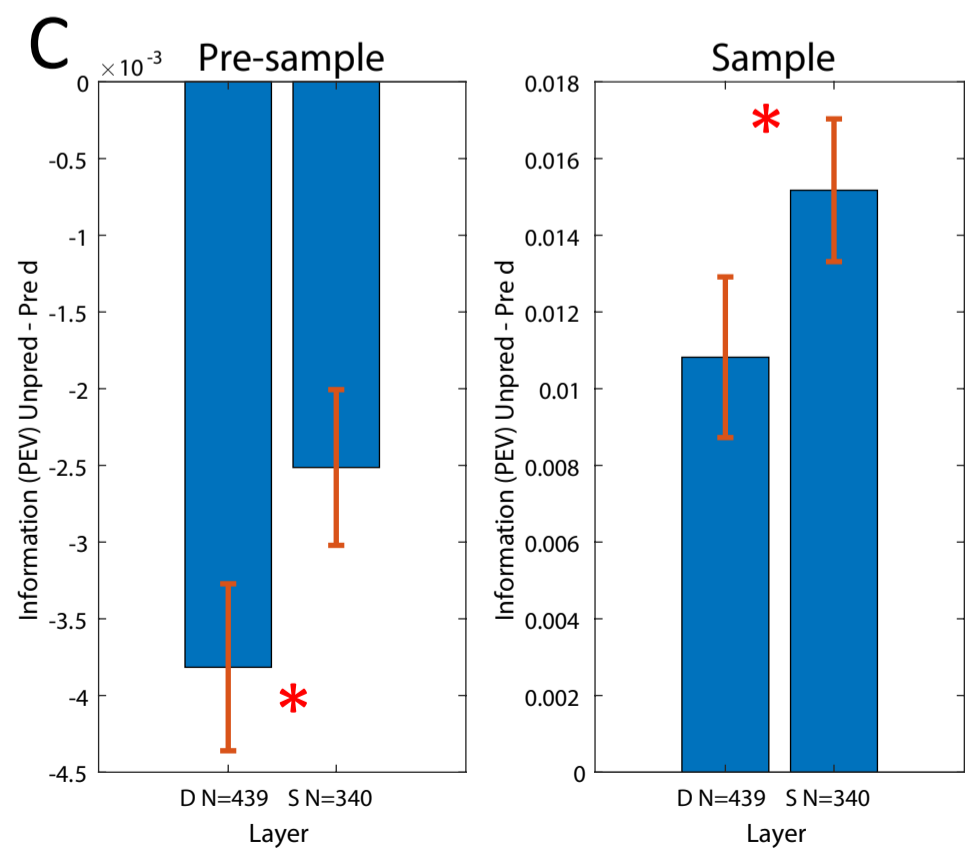 C
Pre-sample
×10-3
0
-0.5
-1
-1.5
-2
-2.5
-3
-3.5
-4
-4.5
Information (PEV) Unpred - Pre d
*
D N=439 S N=340
Layer
Sample
0.018
0.016
0.014
0.012
0.01
0.008
0.006
0.004
0.002
0
Information (PEV) Unpred - Pre d
*
D N=439 S N=340
Layer